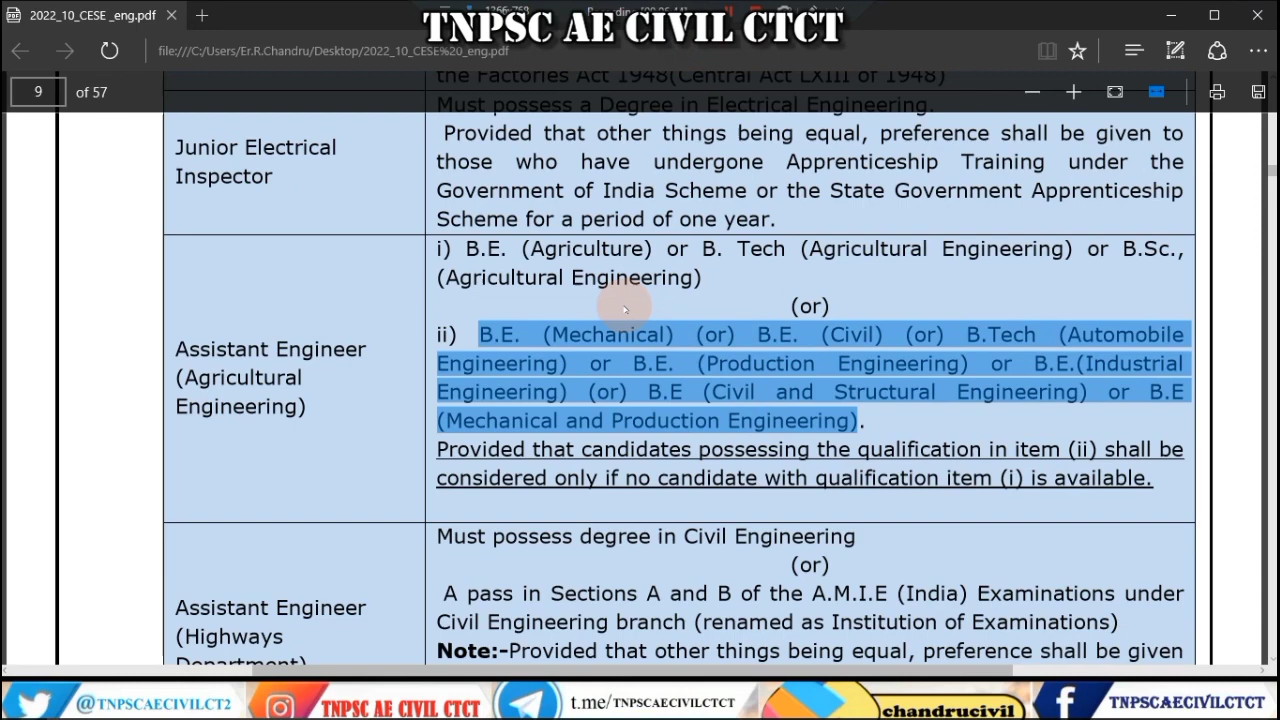 2022_10_CESE _eng.pdf
TNPSC AE CIVIL CTCT
file:///C:/Users/Er.R.Chandru/Desktop/2022_10_CESE%20_eng.pdf
9 of 57
the Factories Act 1948(Central Act LXIII of 1948)
Must possess a Degree in Electrical Engineering.
Junior Electrical
Inspector
Provided that other things being equal, preference shall be given to
those who have undergone Apprenticeship Training under the
Government of India Scheme or the State Government Apprenticeship
Scheme for a period of one year.
Assistant Engineer
(Agricultural
Engineering)
i) B.E. (Agriculture) or B. Tech (Agricultural Engineering) or B.Sc.,
(Agricultural Engineering)
(or)
ii) B.E. (Mechanical) (or) B.E. (Civil) (or) B.Tech (Automobile
Engineering) or B.E. (Production Engineering) or B.E.(Industrial
Engineering) (or) B.E (Civil and Structural Engineering) or B.E
(Mechanical and Production Engineering).
Provided that candidates possessing the qualification in item (ii) shall be
considered only if no candidate with qualification item (i) is available.
Assistant Engineer
(Highways
Department)
Must possess degree in Civil Engineering
(or)
A pass in Sections A and B of the A.M.I.E (India) Examinations under
Civil Engineering branch (renamed as Institution of Examinations)
Note:-Provided that other things being equal, preference shall be given
@TNPSCAECIVILCT2
TNPSC AE CIVIL CTCT
t.me/TNPSCAECIVILCTCT
chandrucivil
TNPSCAECIVILCTCT